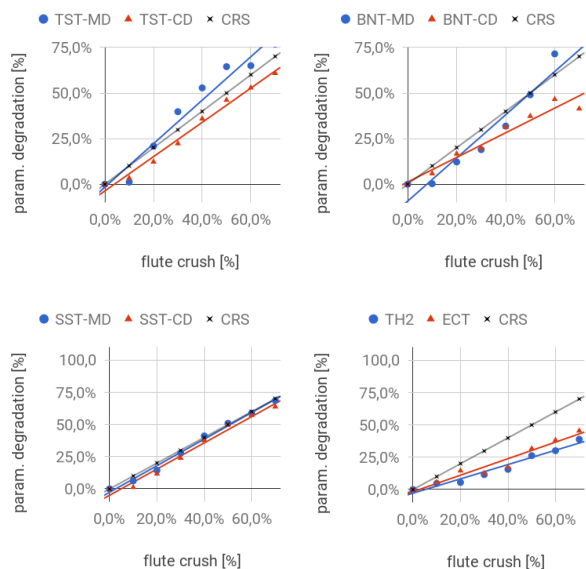 TST-MD TST-CD CRS
75,0%
50,0%
25,0%
0,0%
param. degradation [%]
0,0% 20,0% 40,0% 60,0%
flute crush [%]
BNT-MD BNT-CD CRS
75,0%
50,0%
25,0%
0,0%
param. degradation [%]
0,0% 20,0% 40,0% 60,0%
flute crush [%]
SST-MD SST-CD CRS
100,0
75,0%
50,0%
25,0%
0,0%
param. degradation [%]
0,0% 20,0% 40,0% 60,0%
flute crush [%]
TH2 ECT CRS
100,0
75,0%
50,0%
25,0%
0,0%
param. degradation [%]
0,0% 20,0% 40,0% 60,0%
flute crush [%]